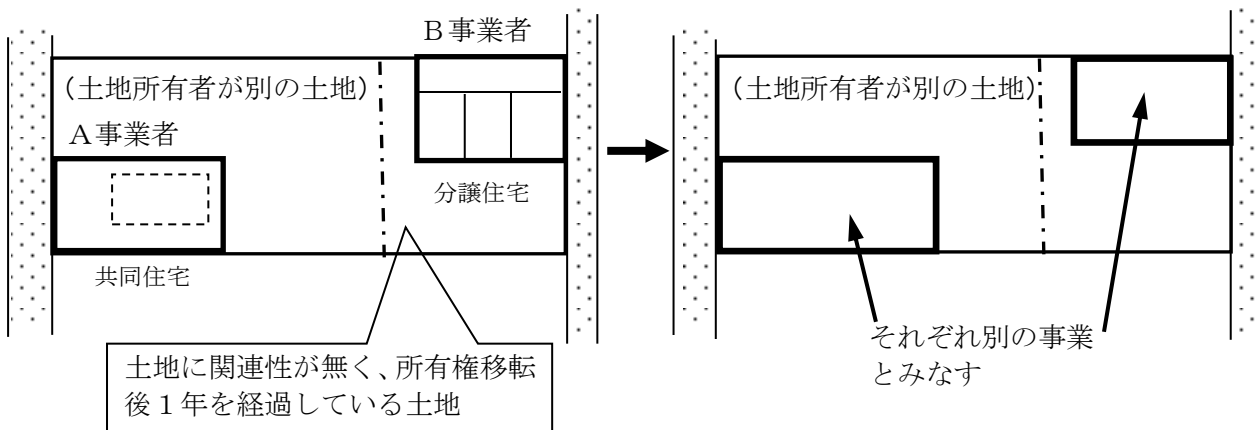 B事業者
（土地所有者が別の土地）
A事業者
分譲住宅
共同住宅
土地に関連性が無く、所有権移転
後１年を経過している土地
（土地所有者が別の土地）
それぞれ別の事業
とみなす